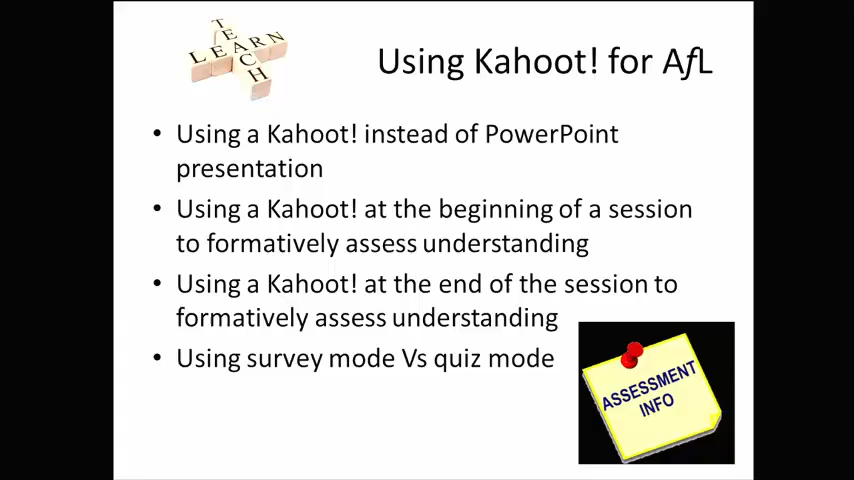 TEACH
LEARN
Using Kahoot! for AfL
• Using a Kahoot! instead of PowerPoint
presentation
• Using a Kahoot! at the beginning of a session
to formatively assess understanding
• Using a Kahoot! at the end of the session to
formatively assess understanding
• Using survey mode Vs quiz mode
ASSESSMENT
INFO